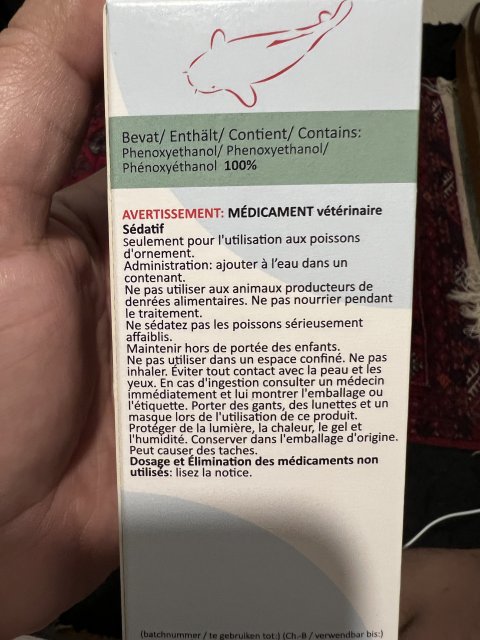 Bevat/ Enthält/ Contient/ Contains:
Phenoxyethanol/ Phenoxyethanol/
Phénoxyéthanol 100%
AVERTISSEMENT: MÉDICAMENT vétérinaire
Sédatif
Seulement pour l'utilisation aux poissons
d'ornement.
Administration: ajouter à l'eau dans un
contenant.
Ne pas utiliser aux animaux producteurs de
denrées alimentaires. Ne pas nourrier pendant
le traitement.
Ne sédatez pas les poissons sérieusement
affaiblis.
Maintenir hors de portée des enfants.
Ne pas utiliser dans un espace confiné. Ne pas
inhaler. Éviter tout contact avec la peau et les
yeux. En cas d'ingestion consulter un médecin
immédiatement et lui montrer l'emballage ou
l'étiquette. Porter des gants, des lunettes et un
masque lors de l'utilisation de ce produit.
Protéger de la lumière, la chaleur, le gel et
l'humidité. Conserver dans l'emballage d'origine.
Peut causer des taches.
Dosage et Élimination des médicaments non
utilisés: lisez la notice.
(batchnummer / te gebruiken tot:) (Ch.-B / verwendbar bis:)